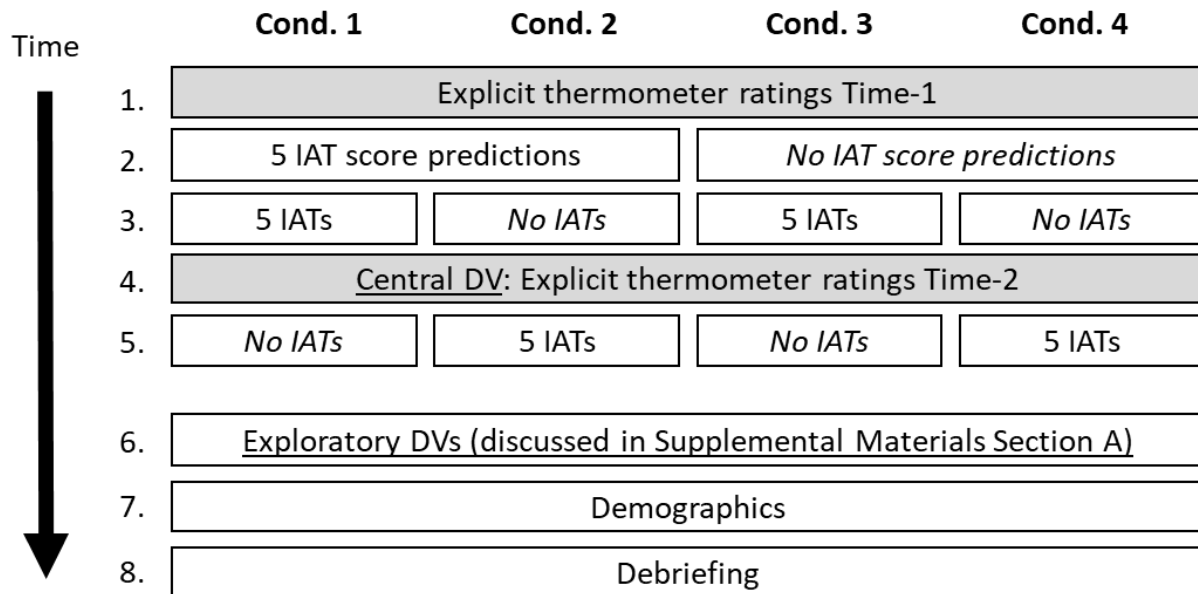 Cond. 1 Cond. 2 Cond. 3 Cond. 4
Time
1. Explicit thermometer ratings Time-1
2. 5 IAT score predictions No IAT score predictions
3. 5 IATs No IATs 5 IATs No IATs
4. Central DV: Explicit thermometer ratings Time-2
5. No IATs 5 IATs No IATs 5 IATs
6. Exploratory DVs (discussed in Supplemental Materials Section A)
7. Demographics
8. Debriefing